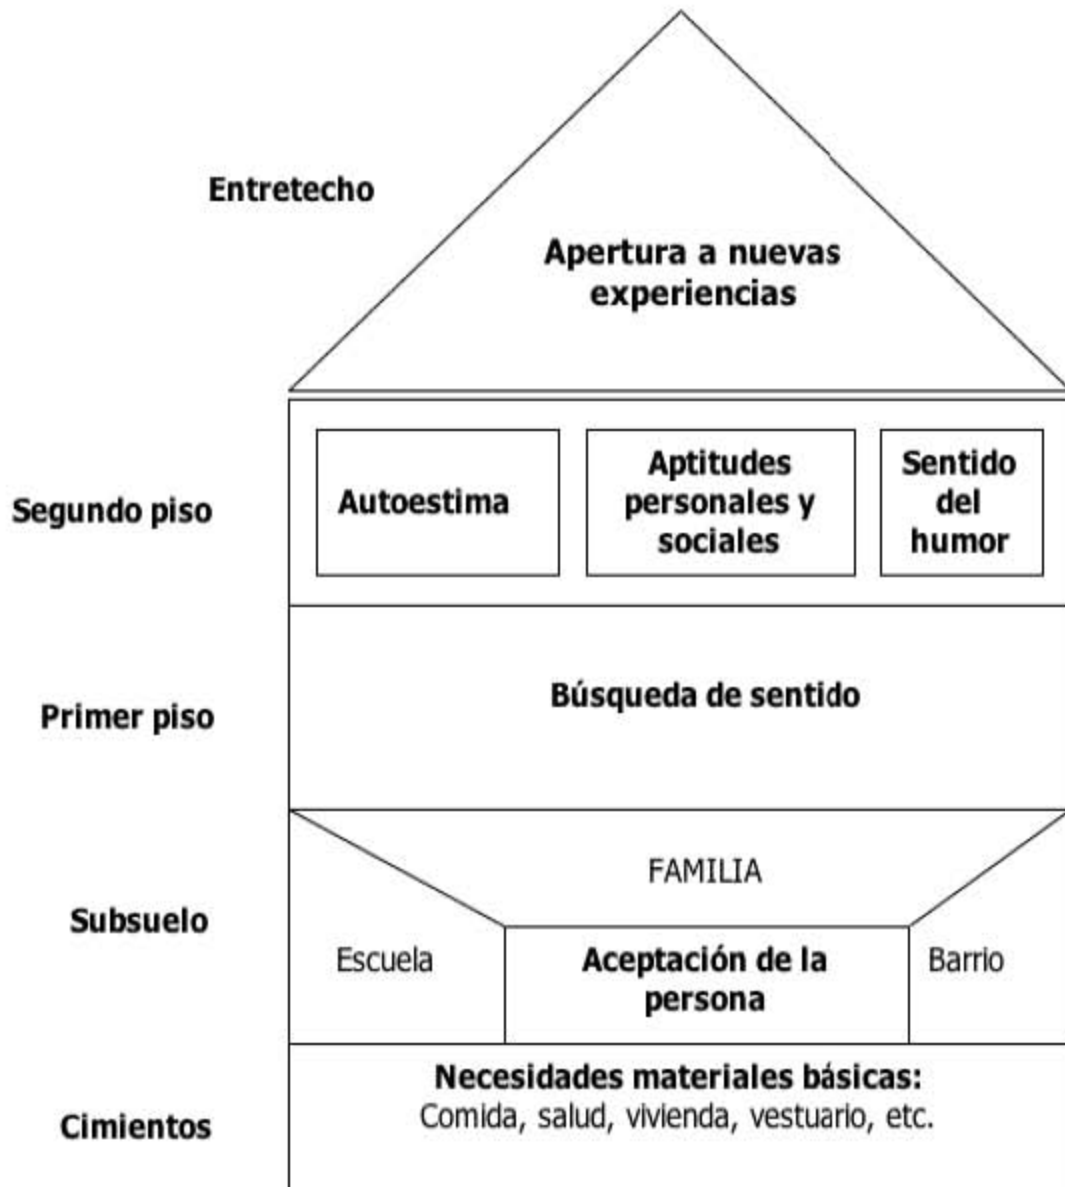 Entretecho
Apertura a nuevas
experiencias
Segundo piso
Autoestima
Aptitudes
personales y
sociales
Sentido
del
humor
Primer piso
Búsqueda de sentido
Subsuelo
FAMILIA
Escuela
Aceptación de la
persona
Barrio
Cimientos
Necesidades materiales básicas:
Comida, salud, vivienda, vestuario, etc.